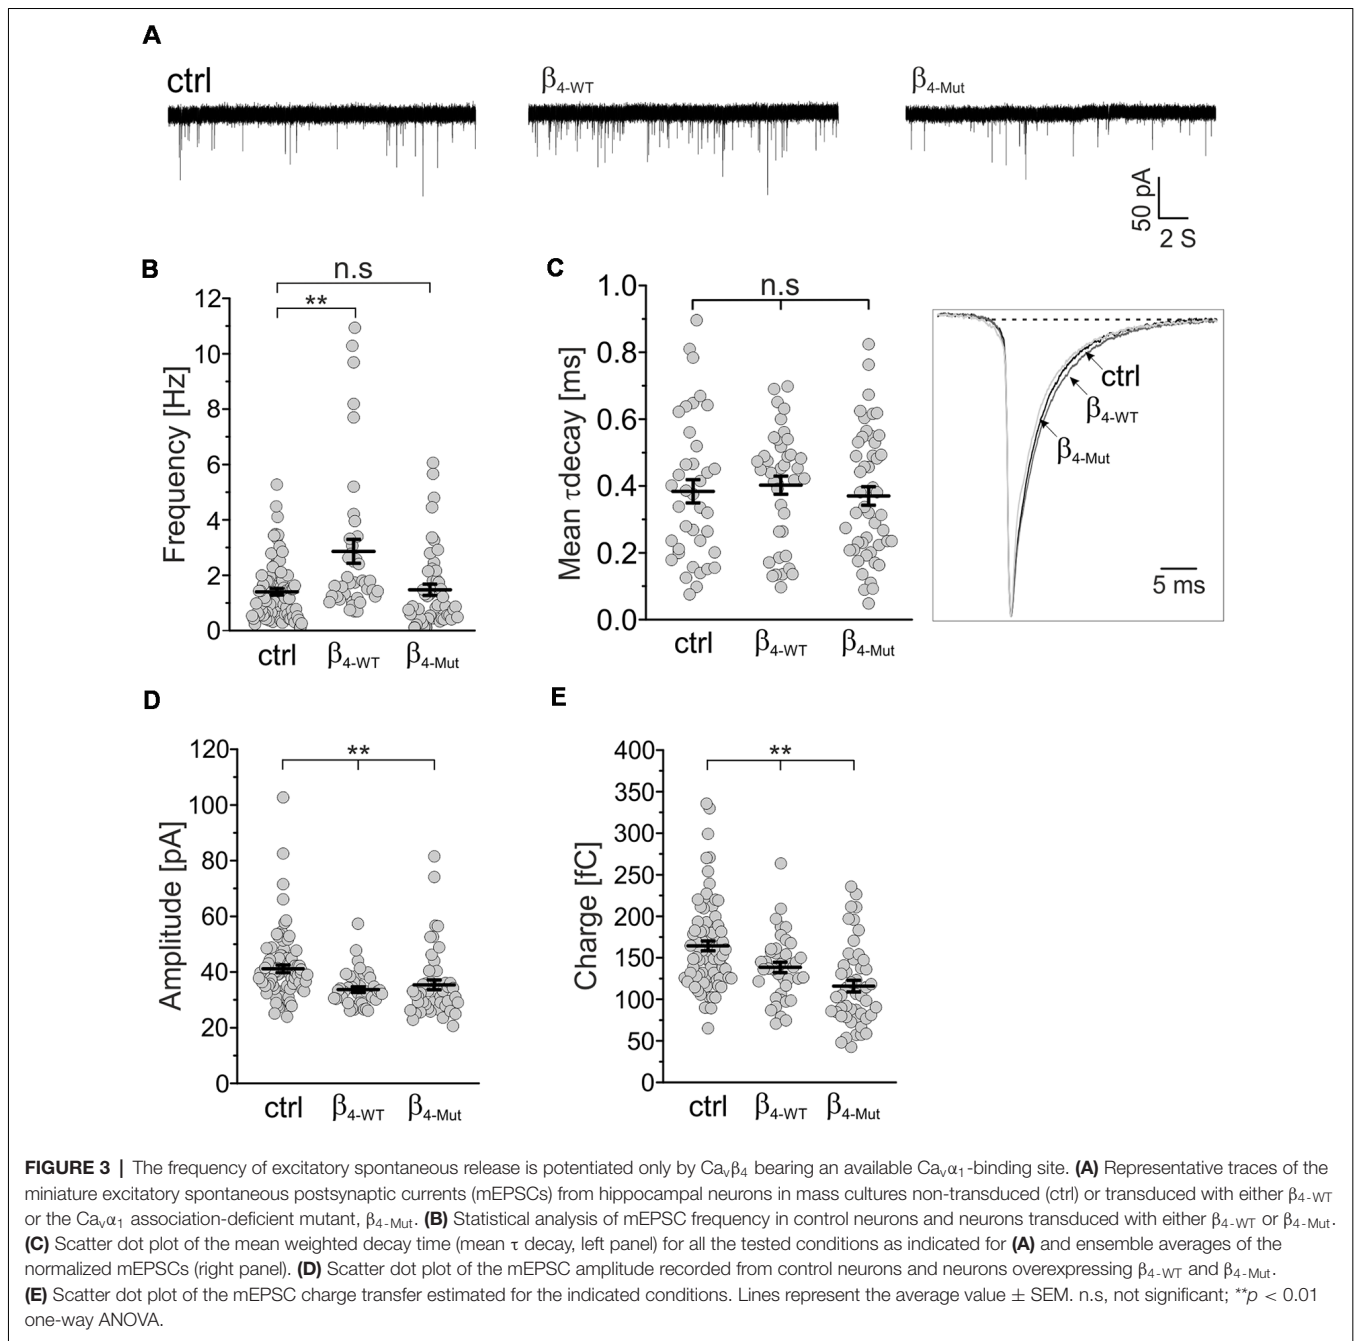 A
ctrl
β4-WT
β4-Mut
50 pA
2 S
B
n.s
**
Frequency [Hz]
12
10
8
6
4
2
0
ctrl
β4-WT
β4-Mut
C
n.s
Mean τdecay [ms]
1.0
0.8
0.6
0.4
0.2
0.0
ctrl
β4-WT
β4-Mut
ctrl
β4-WT
β4-Mut
5 ms
D
**
Amplitude [pA]
120
100
80
60
40
20
0
ctrl
β4-WT
β4-Mut
E
**
Charge [fC]
400
350
300
250
200
150
100
50
0
ctrl
β4-WT
β4-Mut
FIGURE 3 | The frequency of excitatory spontaneous release is potentiated only by Cavβ4 bearing an available Cavα1-binding site. (A) Representative traces of the
miniature excitatory spontaneous postsynaptic currents (mEPSCs) from hippocampal neurons in mass cultures non-transduced (ctrl) or transduced with either β4-WT
or the Cavα1 association-deficient mutant, β4-Mut. (B) Statistical analysis of mEPSC frequency in control neurons and neurons transduced with either β4-WT or β4-Mut.
(C) Scatter dot plot of the mean weighted decay time (mean τ decay, left panel) for all the tested conditions as indicated for (A) and ensemble averages of the
normalized mEPSCs (right panel). (D) Scatter dot plot of the mEPSC amplitude recorded from control neurons and neurons overexpressing β4-WT and β4-Mut.
(E) Scatter dot plot of the mEPSC charge transfer estimated for the indicated conditions. Lines represent the average value ± SEM. n.s, not significant; **p < 0.01
one-way ANOVA.